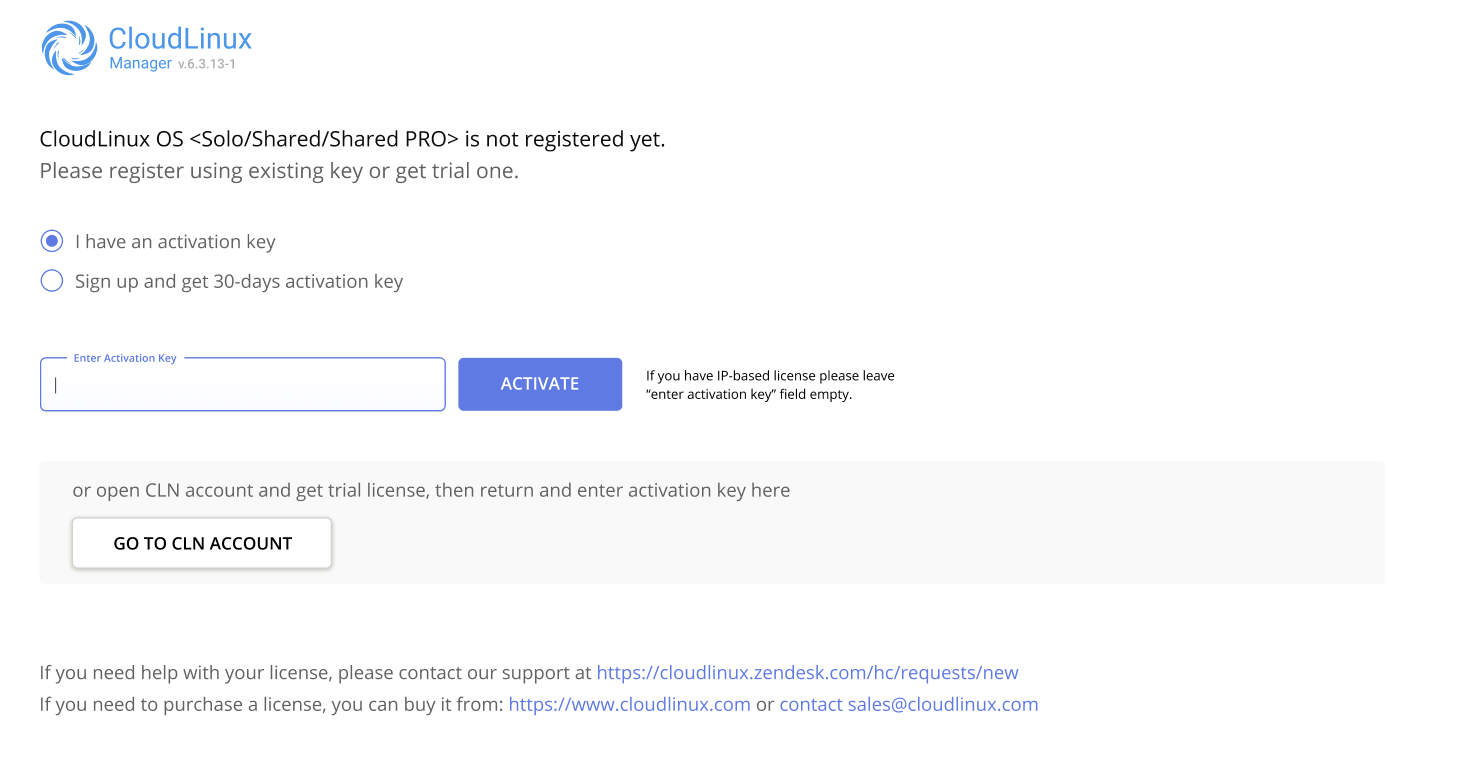 CloudLinux
Manager v.6.3.13-1
CloudLinux OS <Solo/Shared/Shared PRO> is not registered yet.
Please register using existing key or get trial one.
I have an activation key
Sign up and get 30-days activation key
Enter Activation Key
ACTIVATE
If you have IP-based license please leave
“enter activation key” field empty.
or open CLN account and get trial license, then return and enter activation key here
GO TO CLN ACCOUNT
If you need help with your license, please contact our support at https://cloudlinux.zendesk.com/hc/requests/new
If you need to purchase a license, you can buy it from: https://www.cloudlinux.com or contact sales@cloudlinux.com